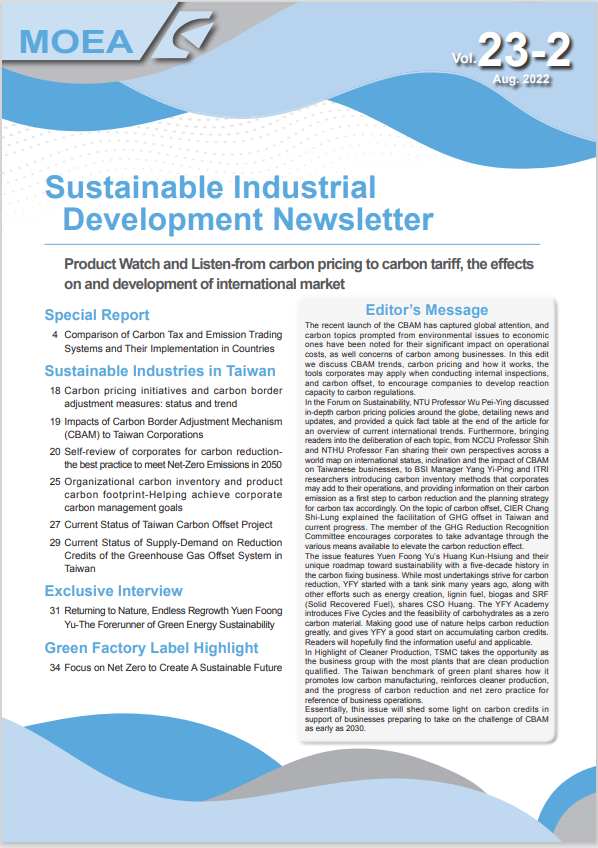 MOEA
Vol.23-2
Aug. 2022
Sustainable Industrial
Development Newsletter
Product Watch and Listen-from carbon pricing to carbon tariff, the effects
on and development of international market
Special Report
4 Comparison of Carbon Tax and Emission Trading
Systems and Their Implementation in Countries
Sustainable Industries in Taiwan
18 Carbon pricing initiatives and carbon border
adjustment measures: status and trend
19 Impacts of Carbon Border Adjustment Mechanism
(CBAM) to Taiwan Corporations
20 Self-review of corporates for carbon reduction-
the best practice to meet Net-Zero Emissions in 2050
25 Organizational carbon inventory and product
carbon footprint-Helping achieve corporate
carbon management goals
27 Current Status of Taiwan Carbon Offset Project
29 Current Status of Supply-Demand on Reduction
Credits of the Greenhouse Gas Offset System in
Taiwan
Exclusive Interview
31 Returning to Nature, Endless Regrowth Yuen Foong
Yu-The Forerunner of Green Energy Sustainability
Green Factory Label Highlight
34 Focus on Net Zero to Create A Sustainable Future
Editor's Message
The recent launch of the CBAM has captured global attention, and
carbon topics prompted from environmental issues to economic
ones have been noted for their significant impact on operational
costs, as well concerns of carbon among businesses. In this edit
we discuss CBAM trends, carbon pricing and how it works, the
tools corporates may apply when conducting internal inspections,
and carbon offset, to encourage companies to develop reaction
capacity to carbon regulations.
In the Forum on Sustainability, NTU Professor Wu Pei-Ying discussed
in-depth carbon pricing policies around the globe, detailing news and
updates, and provided a quick fact table at the end of the article for
an overview of current international trends. Furthermore, bringing
readers into the deliberation of each topic, from NCCU Professor Shih
and NTHU Professor Fan sharing their own perspectives across a
world map on international status, inclination and the impact of CBAM
on Taiwanese businesses, to BSI Manager Yang Yi-Ping and ITRI
researchers introducing carbon inventory methods that corporates
may add to their operations, and providing information on their carbon
emission as a first step to carbon reduction and the planning strategy
for carbon tax accordingly. On the topic of carbon offset, CIER Chang
Shi-Lung explained the facilitation of GHG offset in Taiwan and
current progress. The member of the GHG Reduction Recognition
Committee encourages corporates to take advantage through the
various means available to elevate the carbon reduction effect.
The issue features Yuen Foong Yu's Huang Kun-Hsiung and their
unique roadmap toward sustainability with a five-decade history in
the carbon fixing business. While most undertakings strive for carbon
reduction, YFY started with a tank sink many years ago, along with
other efforts such as energy creation, lignin fuel, biogas and SRF
(Solid Recovered Fuel), shares CSO Huang. The YFY Academy
introduces Five Cycles and the feasibility of carbohydrates as a zero
carbon material. Making good use of nature helps carbon reduction
greatly, and gives YFY a good start on accumulating carbon credits.
Readers will hopefully find the information useful and applicable.
In Highlight of Cleaner Production, TSMC takes the opportunity as
the business group with the most plants that are clean production
qualified. The Taiwan benchmark of green plant shares how it
promotes low carbon manufacturing, reinforces cleaner production,
and the progress of carbon reduction and net zero practice for
reference of business operations.
Essentially, this issue will shed some light on carbon credits in
support of businesses preparing to take on the challenge of CBAM
as early as 2030.